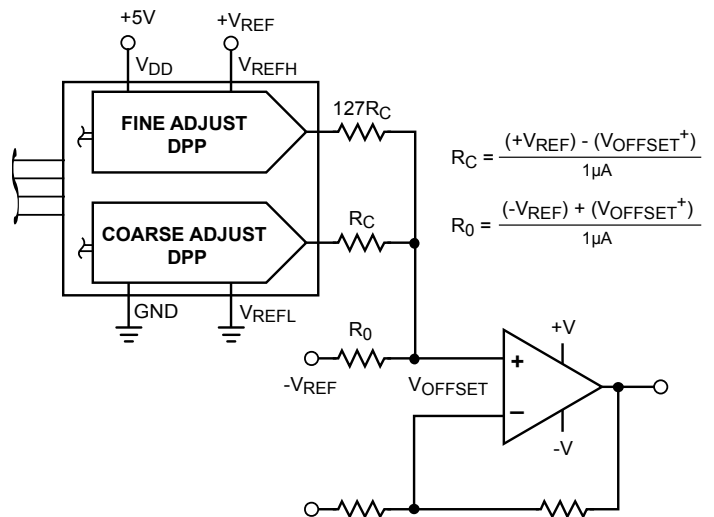 +5V
+VREF
VDD
VREFH
FINE ADJUST
DPP
127RC
RC = (+VREF) - (VOFFSET+) / 1µA
COARSE ADJUST
DPP
RC
R0 = (-VREF) + (VOFFSET+) / 1µA
GND
VREFL
R0
-VREF
VOFFSET
+V
+
−
-V